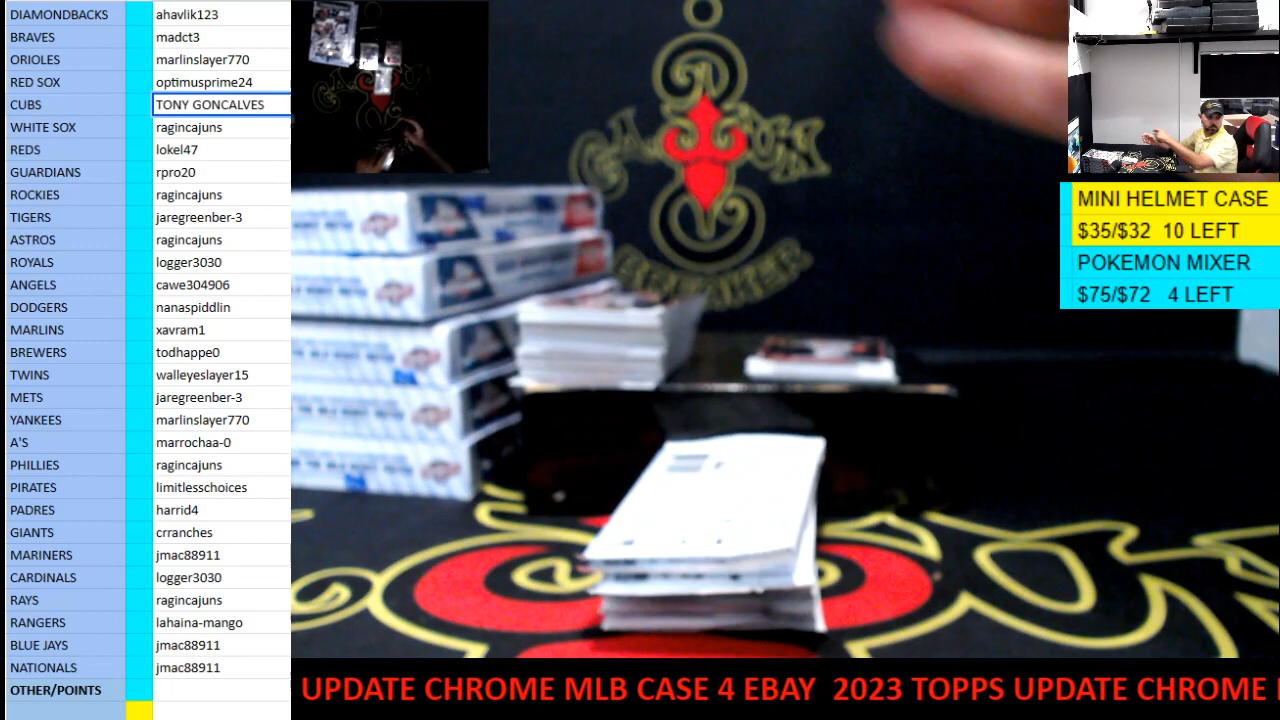 DIAMONDBACKS ahavlik123
BRAVES madct3
ORIOLES marlinslayer770
RED SOX optimusprime24
CUBS TONY GONCALVES
WHITE SOX ragincajuns
REDS lokel47
GUARDIANS rpro20
ROCKIES ragincajuns
TIGERS jaregreenber-3
ASTROS ragincajuns
ROYALS logger3030
ANGELS cawe304906
DODGERS nanaspiddlin
MARLINS xavram1
BREWERS todhappe0
TWINS walleyeslayer15
METS jaregreenber-3
YANKEES marlinslayer770
A'S marrochaa-0
PHILLIES ragincajuns
PIRATES limitlesschoices
PADRES harrid4
GIANTS crranches
MARINERS jmac88911
CARDINALS logger3030
RAYS ragincajuns
RANGERS lahaina-mango
BLUE JAYS jmac88911
NATIONALS jmac88911
OTHER/POINTS
MINI HELMET CASE
$35/$32 10 LEFT
POKEMON MIXER
$75/$72 4 LEFT
UPDATE CHROME MLB CASE 4 EBAY 2023 TOPPS UPDATE CHROME